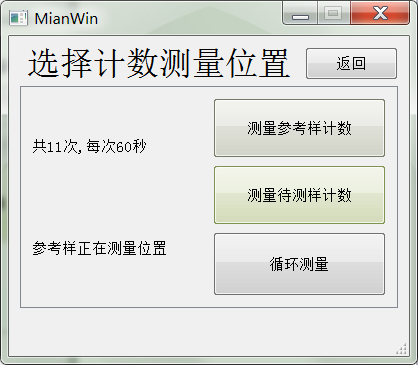 MianWin
选择计数测量位置
返回
测量参考样计数
共11次,每次60秒
测量待测样计数
参考样正在测量位置
循环测量